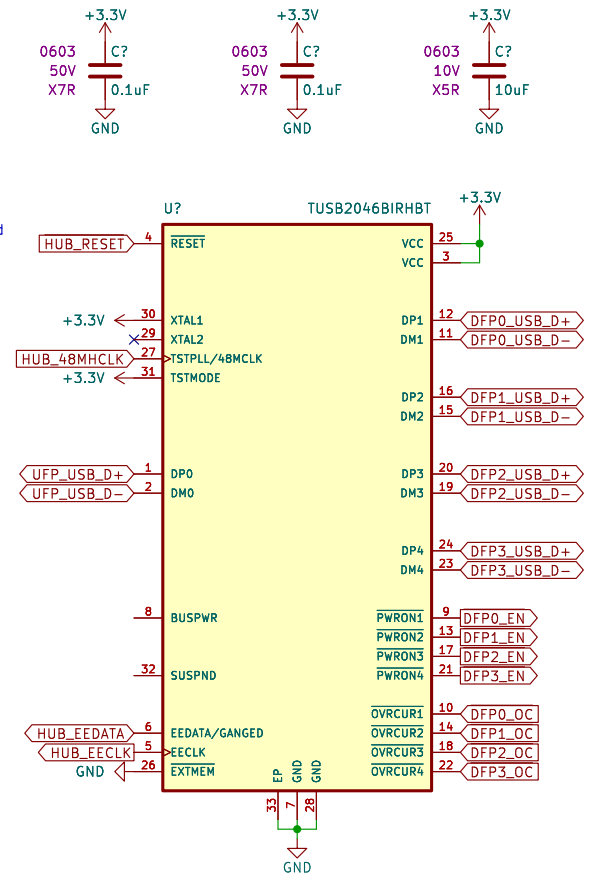 +3.3V +3.3V +3.3V
0603 C? 0603 C? 0603 C?
50V 50V 10V
X7R 0.1uF X7R 0.1uF X5R 10uF
GND GND GND
+3.3V
U? TUSB2046BIRHBT
d
HUB_RESET 4 RESET VCC 25
VCC 3
+3.3V 30 XTAL1 DP1 12 DFP0_USB_D+
29 XTAL2 DM1 11 DFP0_USB_D-
HUB_48MHCLK 27 TSTPLL/48MCLK
+3.3V 31 TSTMODE
DP2 16 DFP1_USB_D+
DM2 15 DFP1_USB_D-
UFP_USB_D+ 1 DP0 DP3 20 DFP2_USB_D+
UFP_USB_D- 2 DM0 DM3 19 DFP2_USB_D-
DP4 24 DFP3_USB_D+
DM4 23 DFP3_USB_D-
8 BUSPWR PWRON1 9 DFP0_EN
PWRON2 13 DFP1_EN
PWRON3 17 DFP2_EN
32 SUSPND PWRON4 21 DFP3_EN
OVRCUR1 10 DFP0_OC
HUB_EEDATA 6 EEDATA/GANGED OVRCUR2 14 DFP1_OC
HUB_EECLK 5 EECLK OVRCUR3 18 DFP2_OC
GND 26 EXTMEM OVRCUR4 22 DFP3_OC
EP GND GND
33 7 28
GND